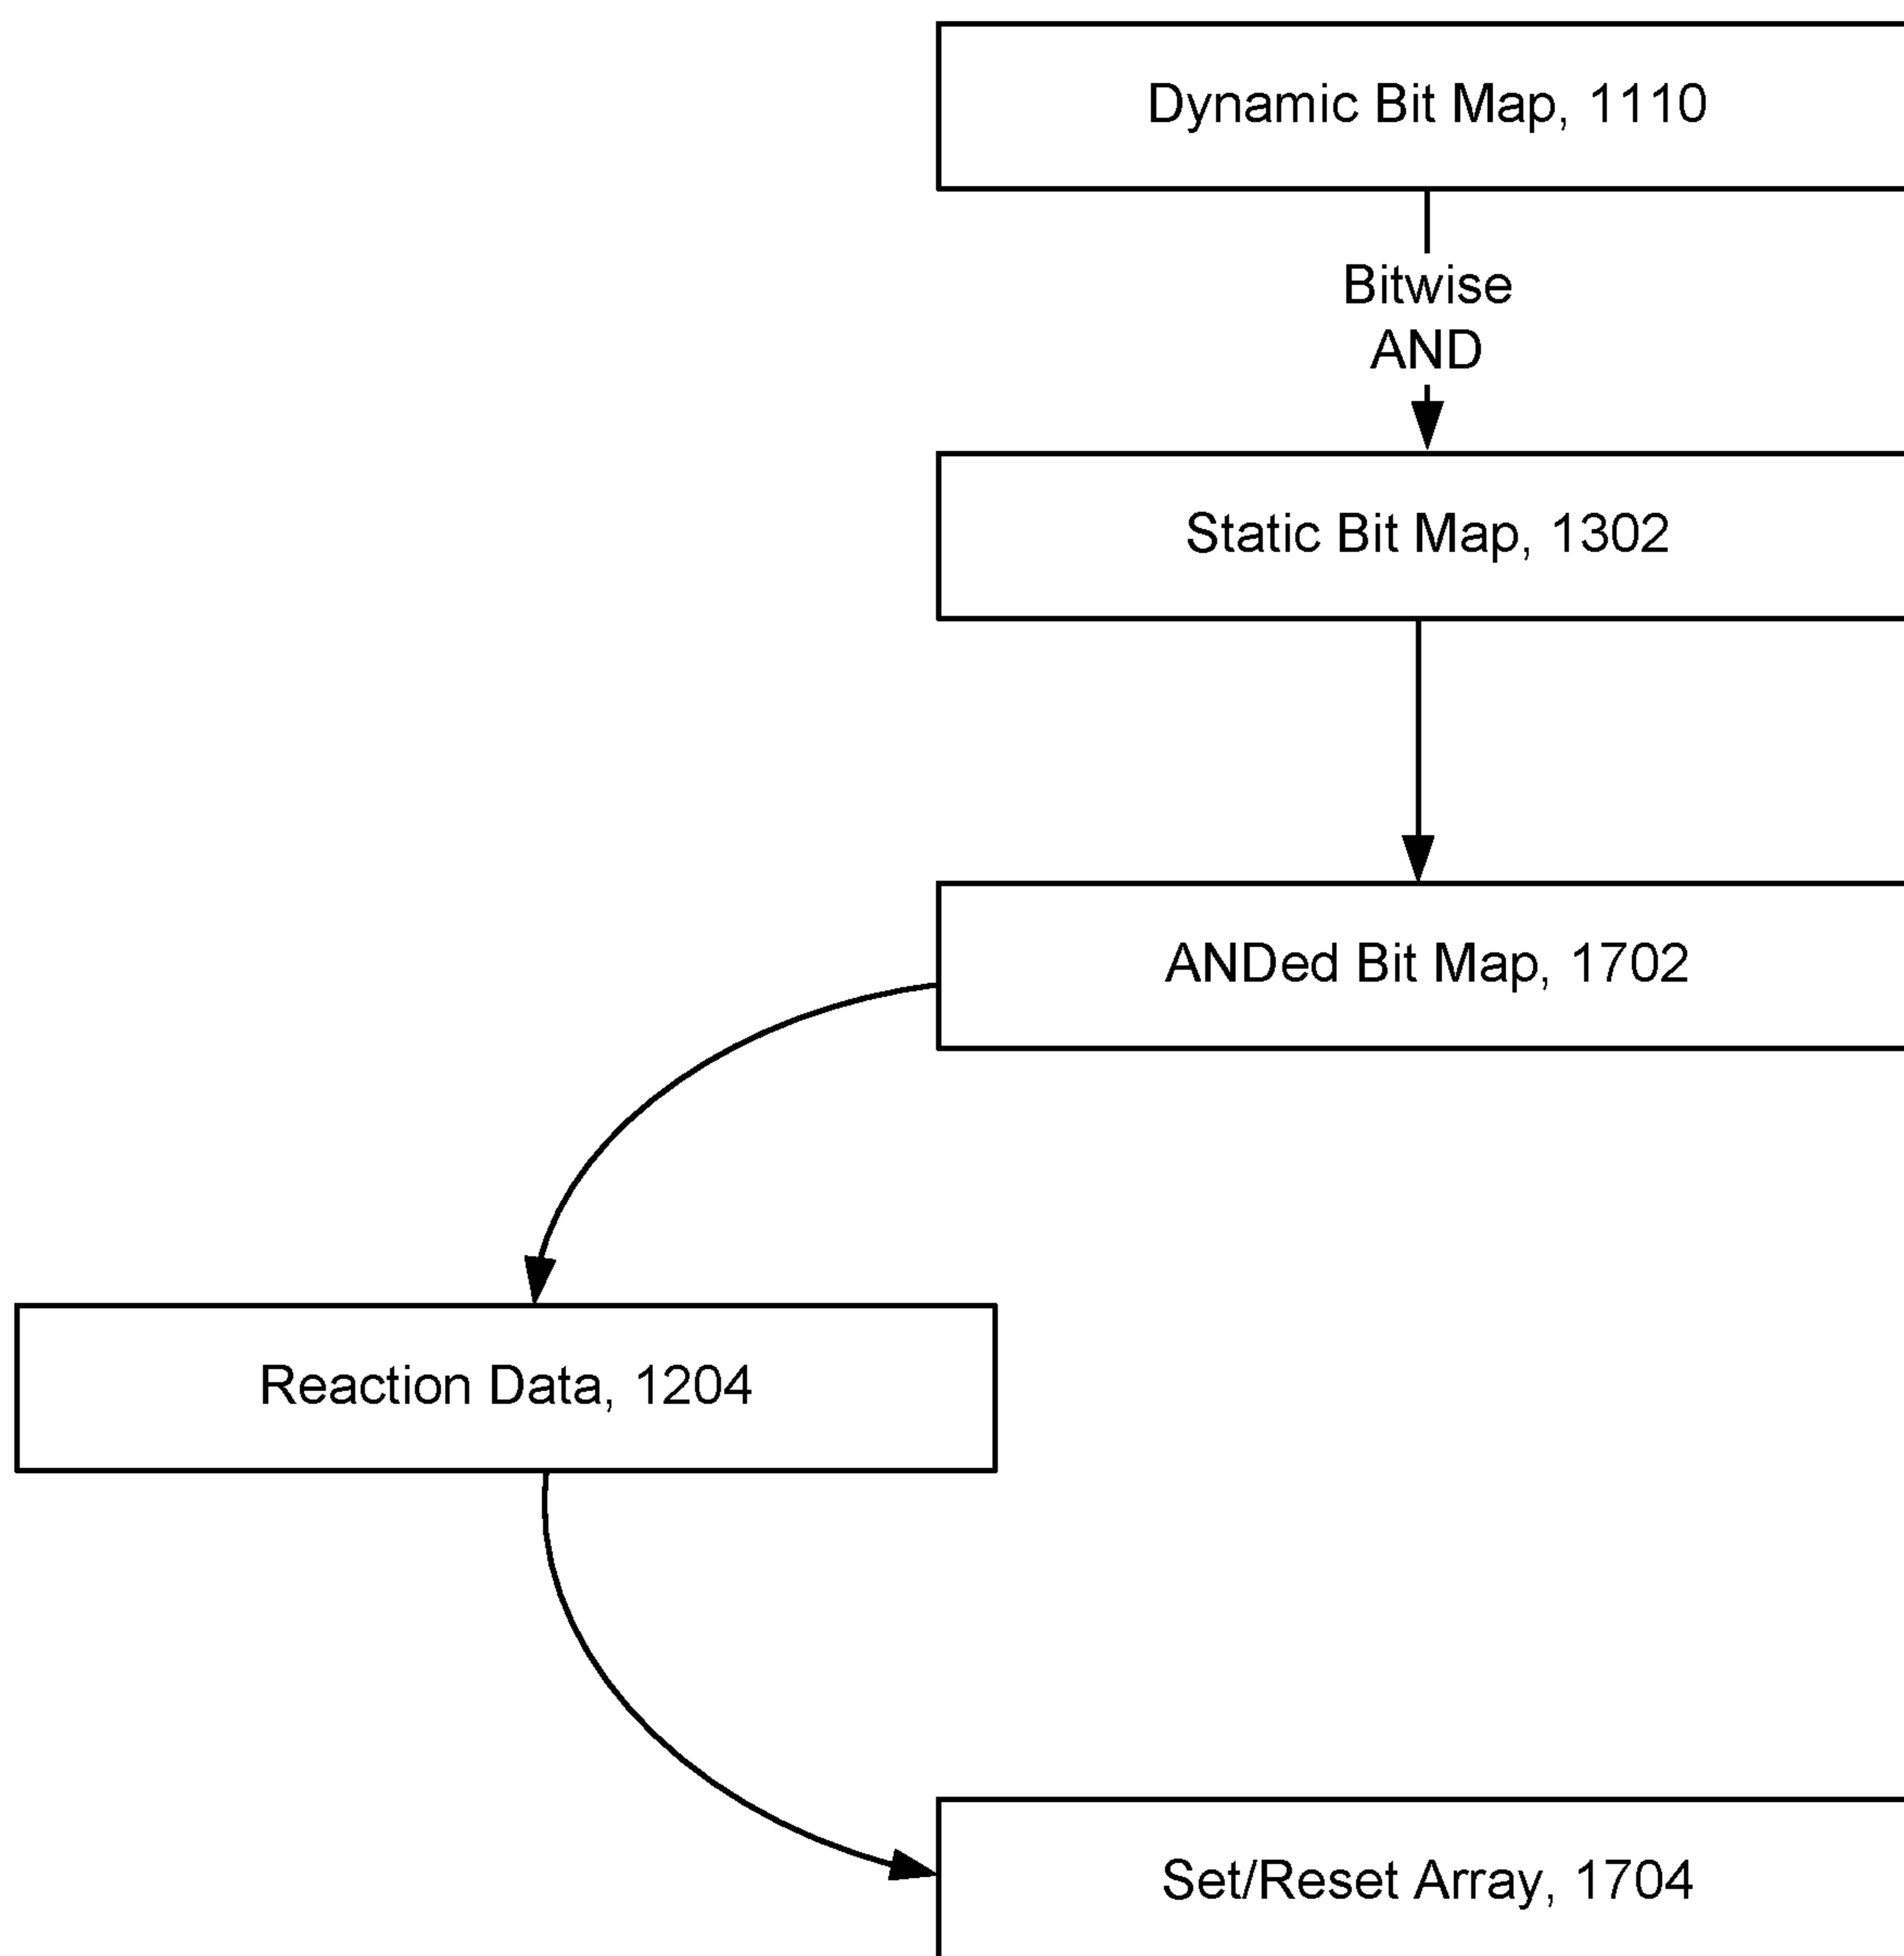 Dynamic Bit Map, 1110
Bitwise
AND
Static Bit Map, 1302
ANDed Bit Map, 1702
Reaction Data, 1204
Set/Reset Array, 1704